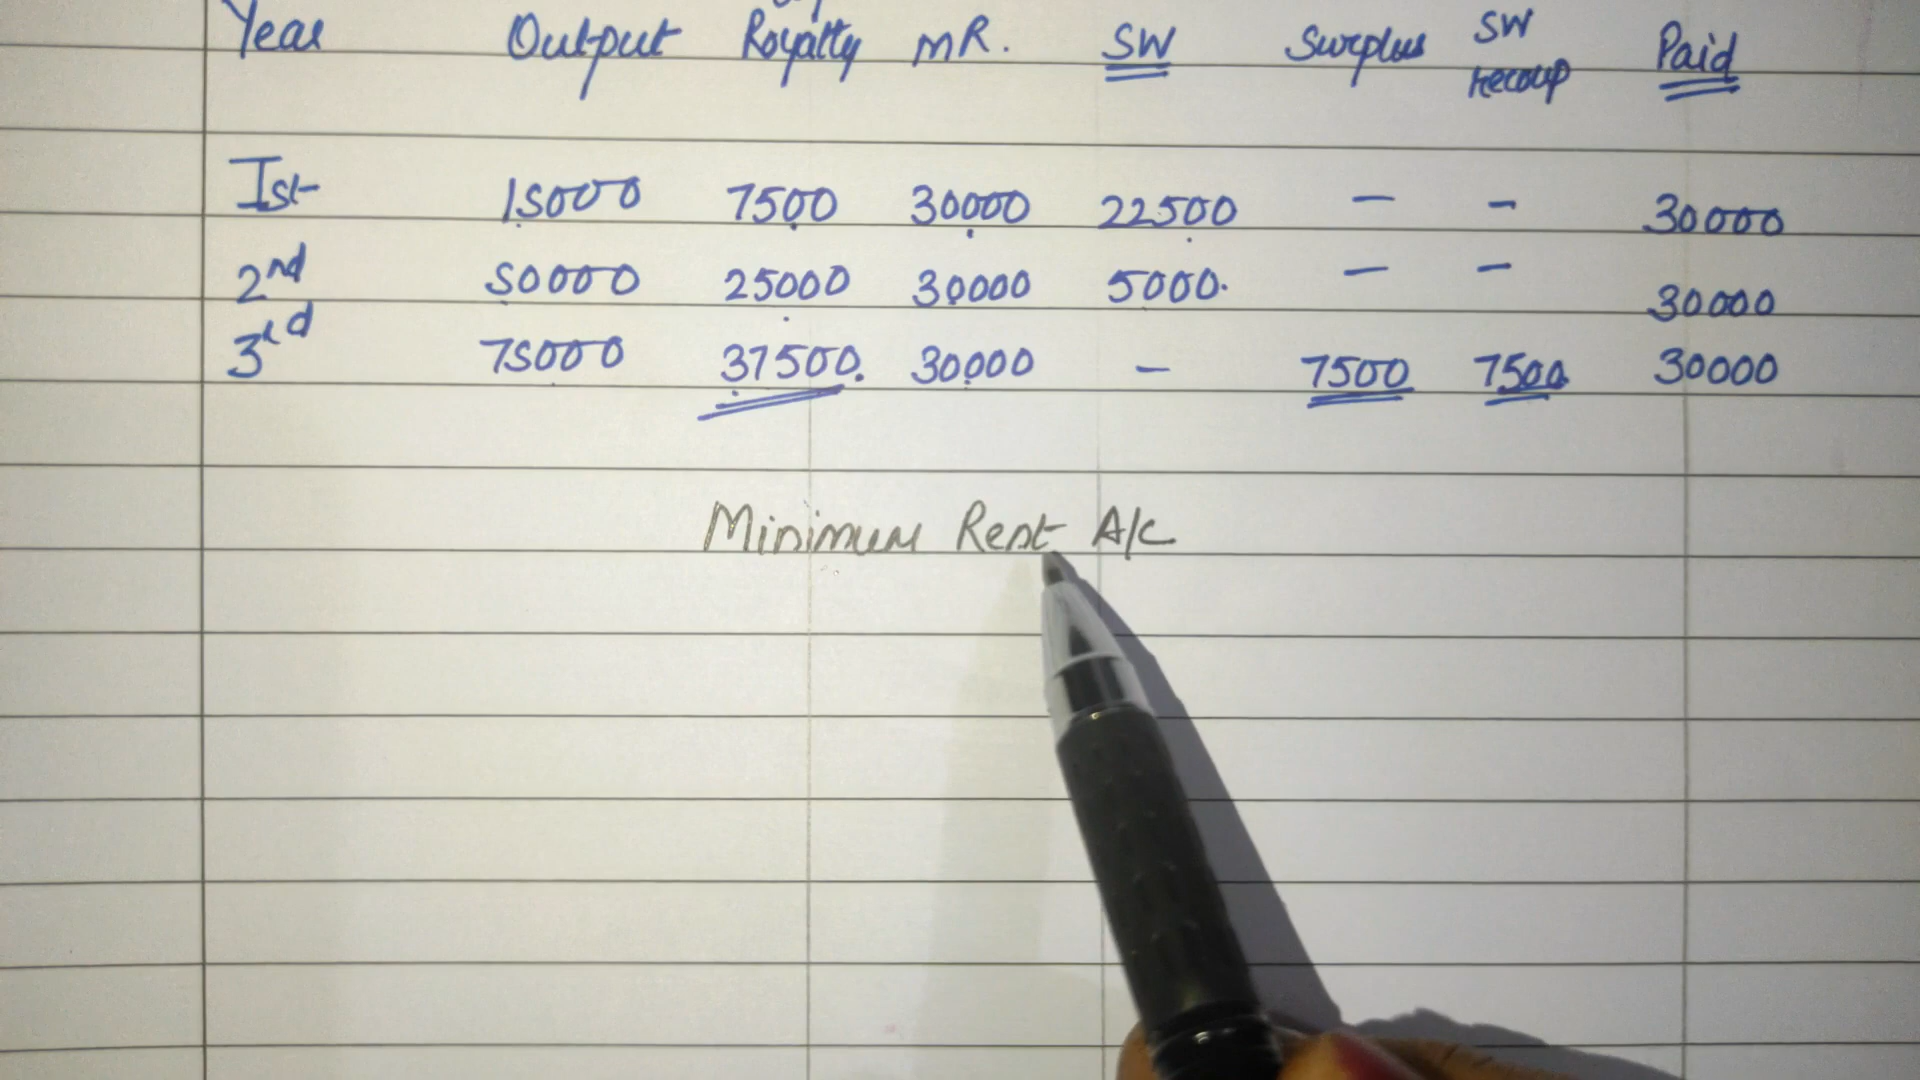 Year Output Royalty MR. SW Surplus SW recoup Paid
Ist 15000 7500 30000 22500 — - 30000
2nd 50000 25000 30000 5000. — - 30000
3rd 75000 37500. 30000 - 7500 7500 30000
Minimum Rent A/C